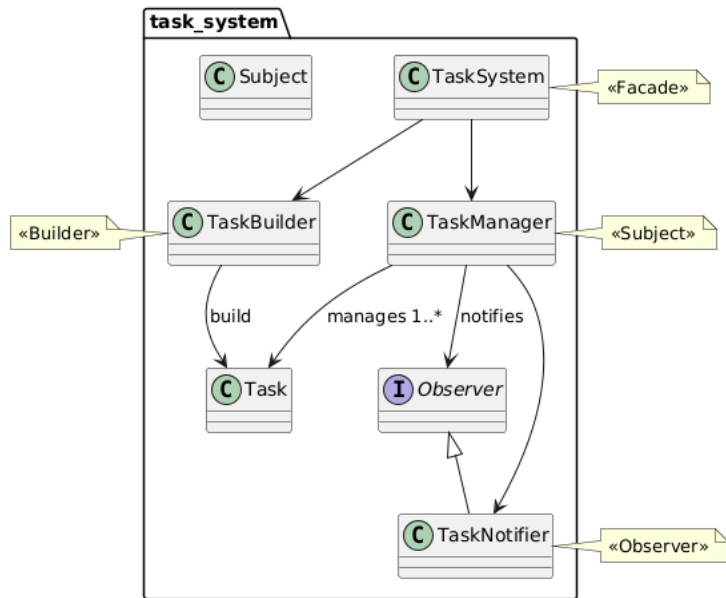 task_system
C Subject
C TaskSystem
«Facade»
«Builder»
C TaskBuilder
C TaskManager
«Subject»
build
manages 1..*
notifies
C Task
I Observer
C TaskNotifier
«Observer»